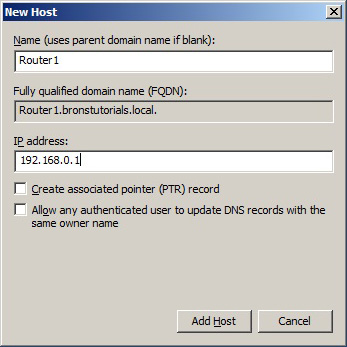 New Host
Name (uses parent domain name if blank):
Router1
Fully qualified domain name (FQDN):
Router1.bronstutorials.local.
IP address:
192.168.0.1
Create associated pointer (PTR) record
Allow any authenticated user to update DNS records with the
same owner name
Add Host
Cancel